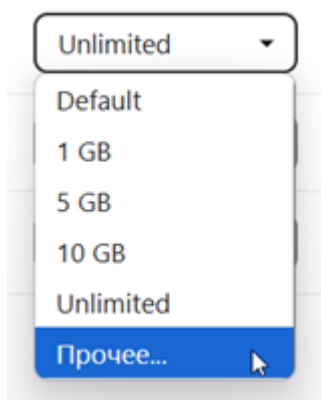 Unlimited
Default
1 GB
5 GB
10 GB
Unlimited
Прочее...